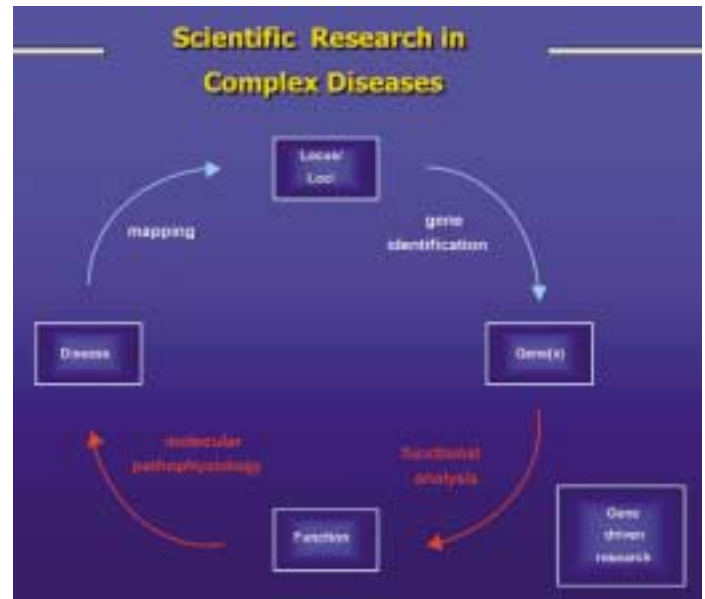 Scientific Research in
Complex Diseases
Locus/
Loci
mapping
gene
identification
Disease
Gene(s)
molecular
pathophysiology
functional
analysis
Function
Gene
driven
research